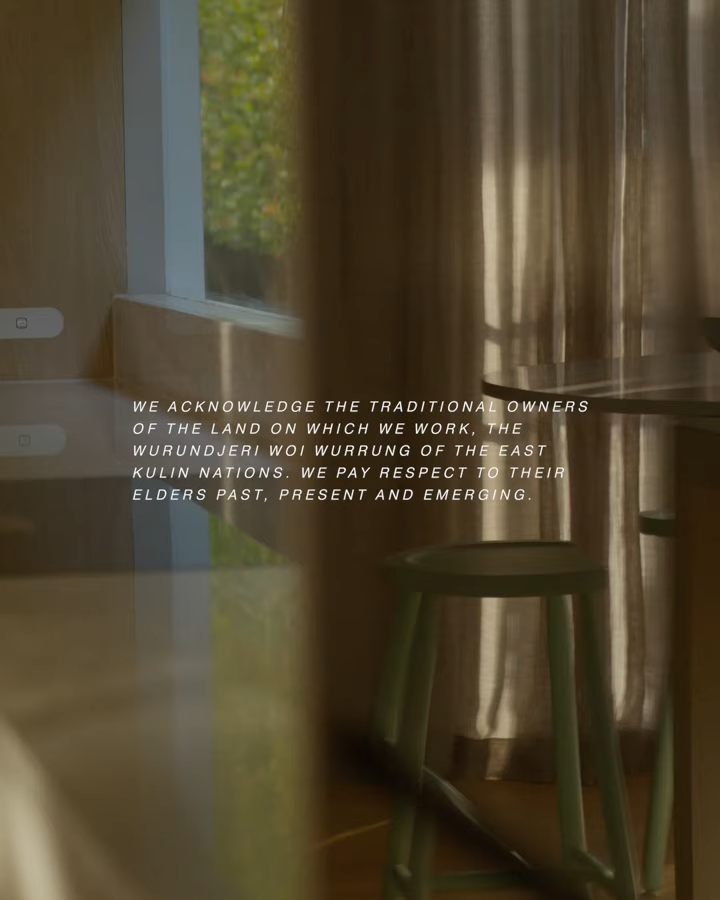 WE ACKNOWLEDGE THE TRADITIONAL OWNERS
OF THE LAND ON WHICH WE WORK, THE
WURUNDJERI WOI WURRUNG OF THE EAST
KULIN NATIONS. WE PAY RESPECT TO THEIR
ELDERS PAST, PRESENT AND EMERGING.